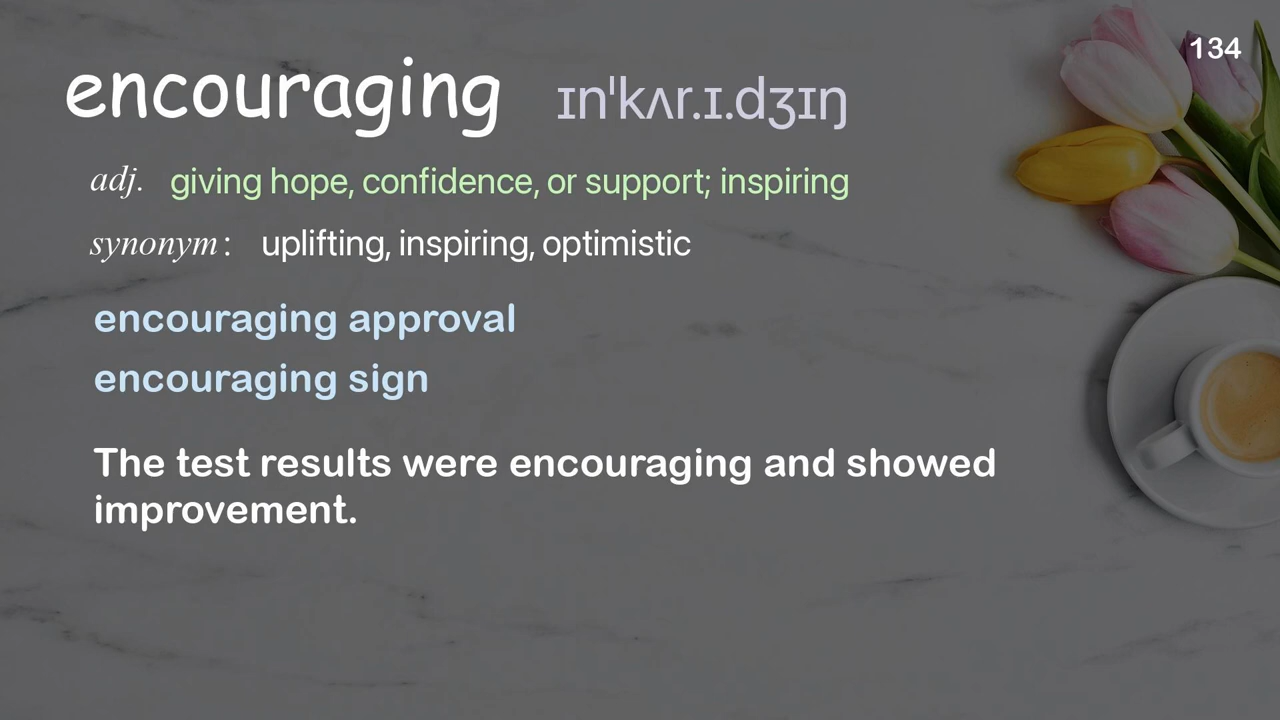 134
encouraging ɪnˈkʌr.ɪ.dʒɪŋ
adj. giving hope, confidence, or support; inspiring
synonym: uplifting, inspiring, optimistic
encouraging approval
encouraging sign
The test results were encouraging and showed
improvement.